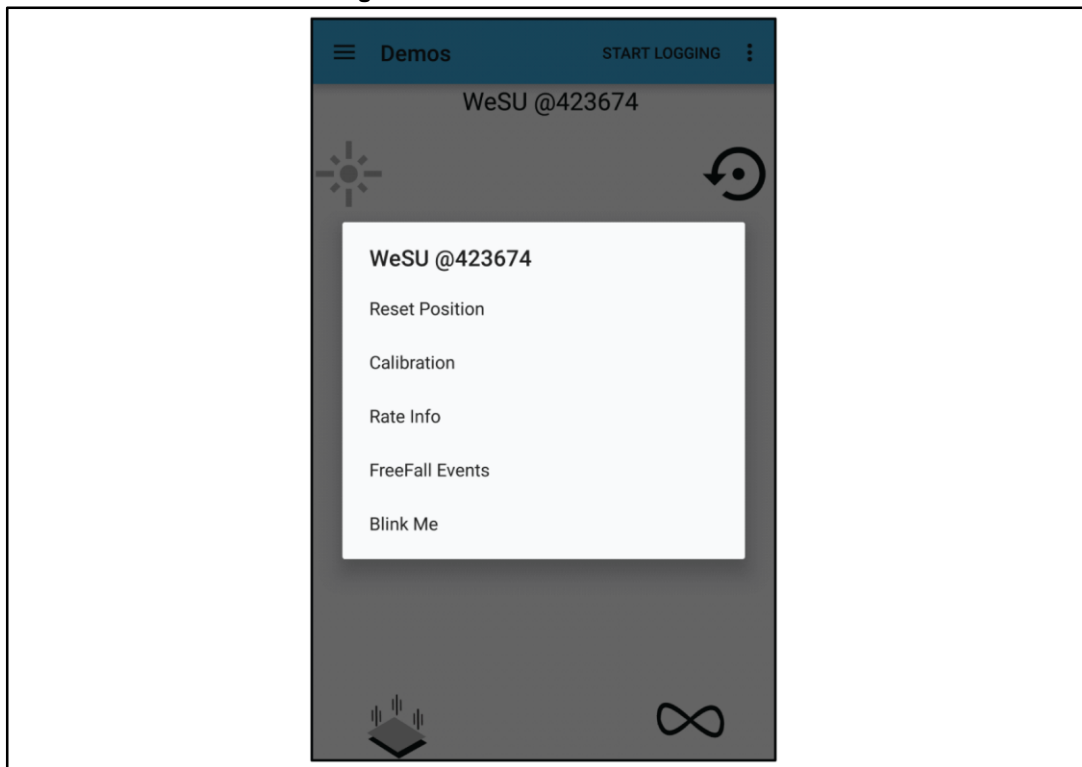 Demos START LOGGING
WeSU @423674
WeSU @423674
Reset Position
Calibration
Rate Info
FreeFall Events
Blink Me